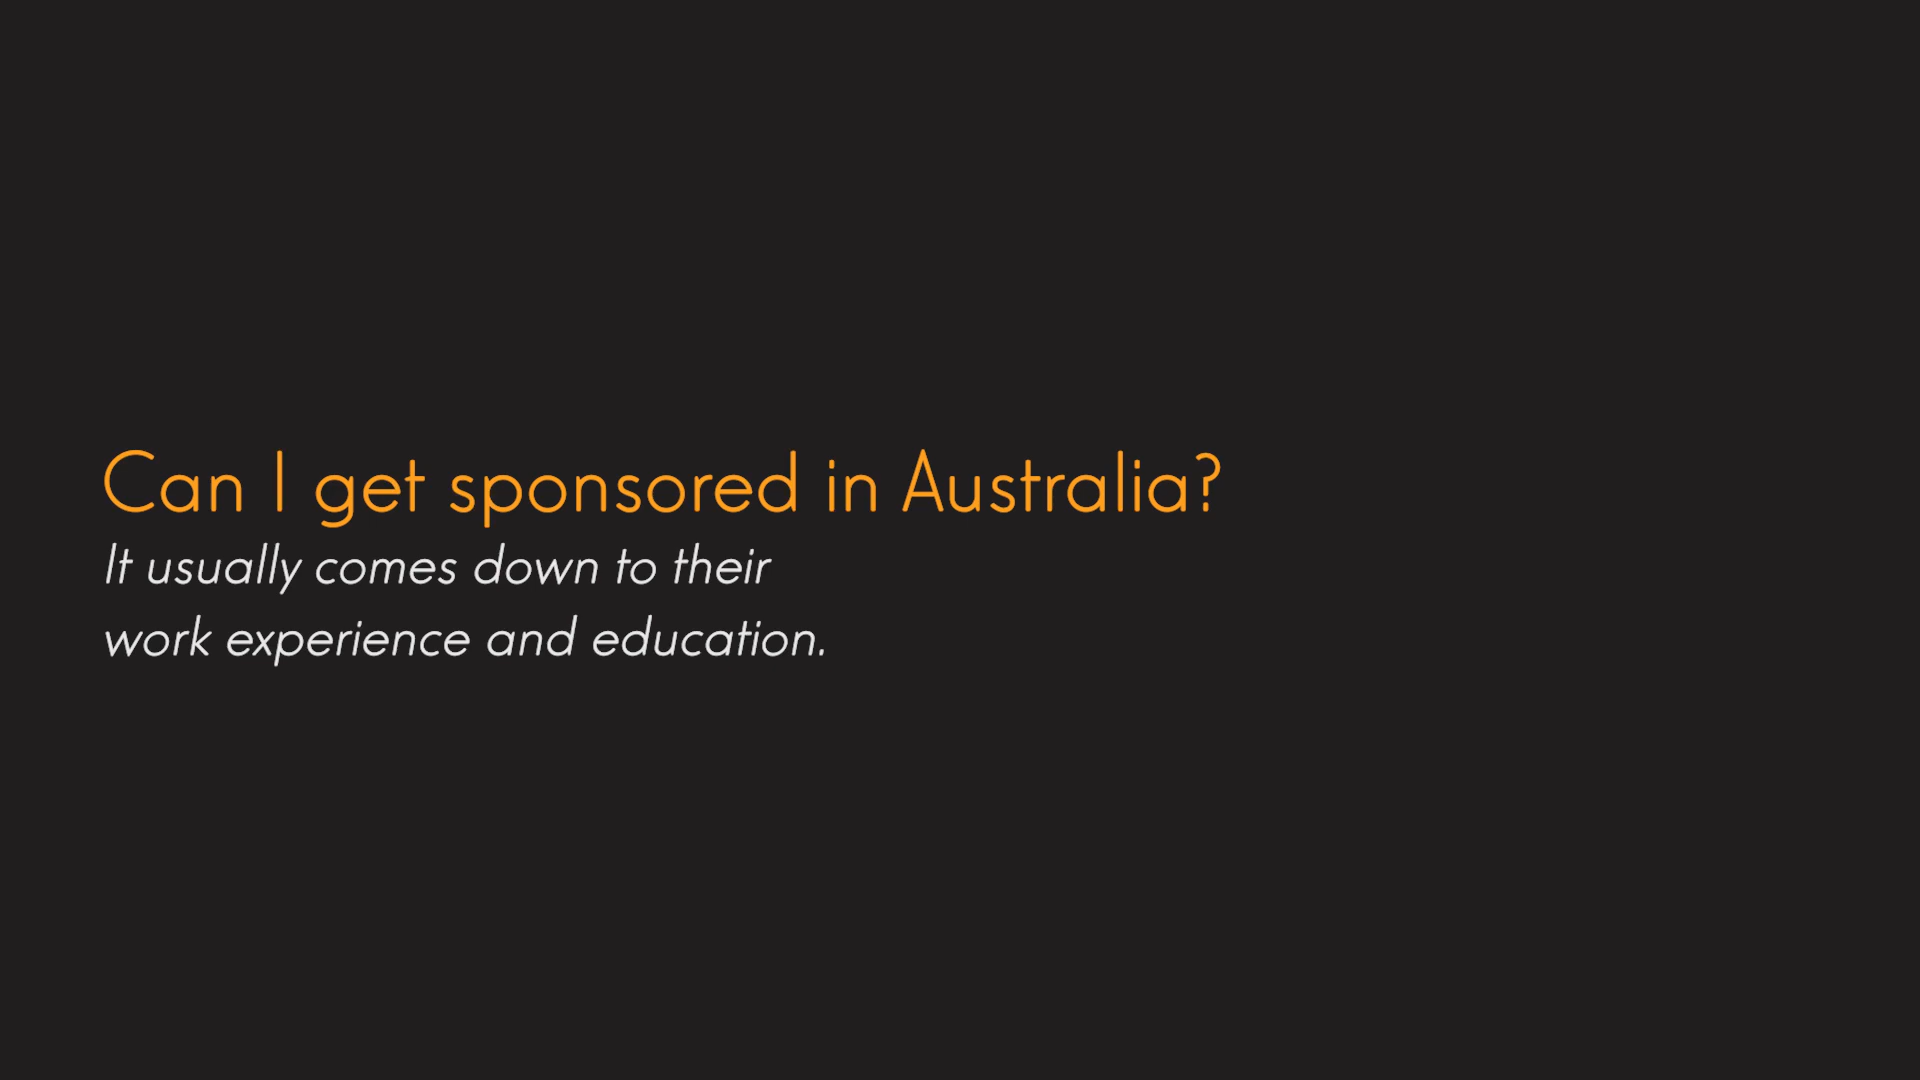 Can I get sponsored in Australia?
It usually comes down to their
work experience and education.